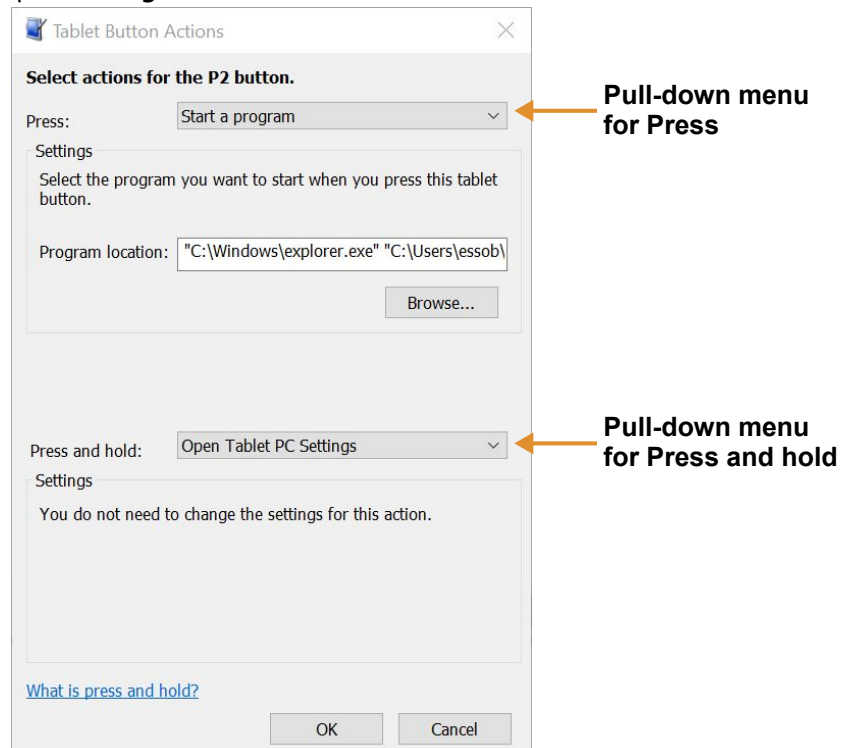 Tablet Button Actions
Select actions for the P2 button.
Press:
Start a program
Pull-down menu
for Press
Settings
Select the program you want to start when you press this tablet
button.
Program location:
"C:\Windows\explorer.exe" "C:\Users\essob\
Browse...
Press and hold:
Open Tablet PC Settings
Pull-down menu
for Press and hold
Settings
You do not need to change the settings for this action.
What is press and hold?
OK
Cancel